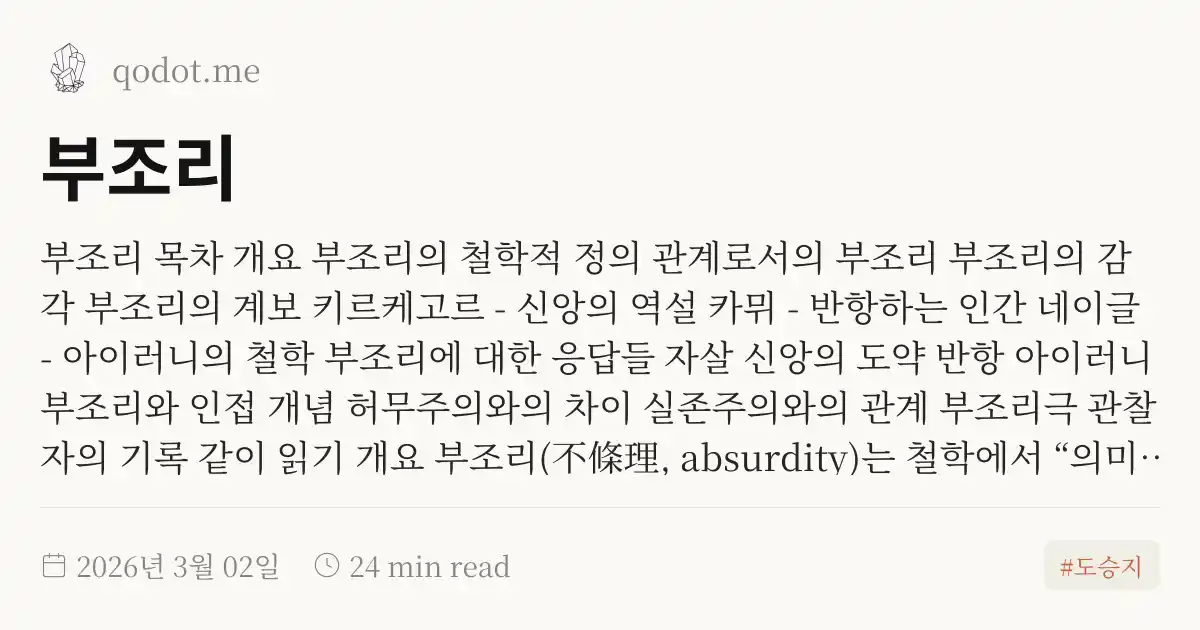 qodot.me
부조리
부조리 목차 개요 부조리의 철학적 정의 관계로서의 부조리 부조리의 감
각 부조리의 계보 키르케고르 - 신앙의 역설 카뮈 - 반항하는 인간 네이글
- 아이러니의 철학 부조리에 대한 응답들 자살 신앙의 도약 반항 아이러니
부조리와 인접 개념 허무주의와의 차이 실존주의와의 관계 부조리극 관찰
자의 기록 같이 읽기 개요 부조리(不條理, absurdity)는 철학에서 “의미…
2026년 3월 02일 24 min read
#도승지